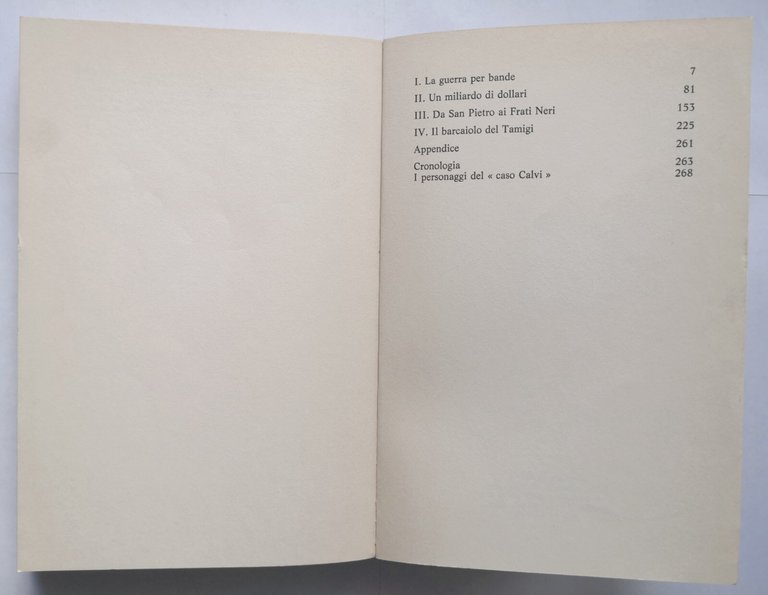 I. La guerra per bande 7
II. Un miliardo di dollari 81
III. Da San Pietro ai Frati Neri 153
IV. Il barcaiolo del Tamigi 225
Appendice 261
Cronologia 263
I personaggi del « caso Calvi » 268